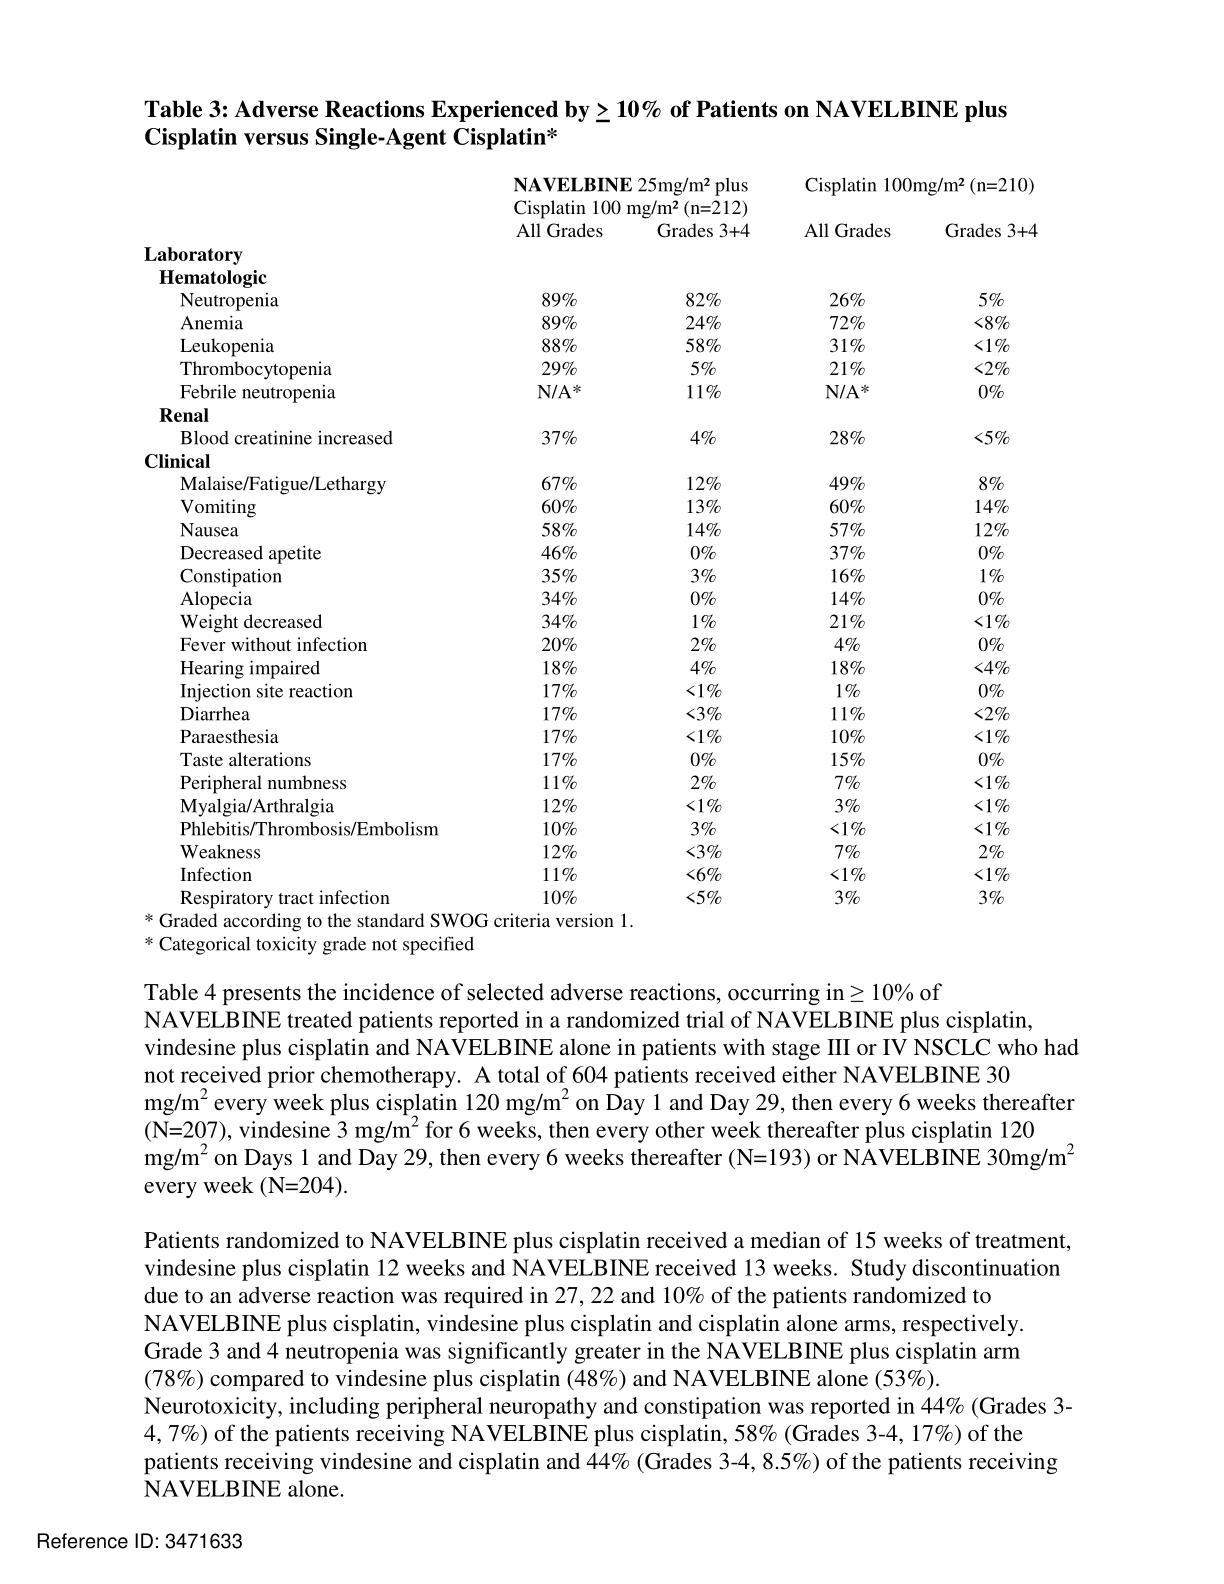 Table 3: Adverse Reactions Experienced by ≥ 10% of Patients on NAVELBINE plus
Cisplatin versus Single-Agent Cisplatin*
NAVELBINE 25mg/m² plus Cisplatin 100mg/m² (n=210)
Cisplatin 100 mg/m² (n=212)
All Grades Grades 3+4 All Grades Grades 3+4
Laboratory
Hematologic
Neutropenia 89% 82% 26% 5%
Anemia 89% 24% 72% <8%
Leukopenia 88% 58% 31% <1%
Thrombocytopenia 29% 5% 21% <2%
Febrile neutropenia N/A* 11% N/A* 0%
Renal
Blood creatinine increased 37% 4% 28% <5%
Clinical
Malaise/Fatigue/Lethargy 67% 12% 49% 8%
Vomiting 60% 13% 60% 14%
Nausea 58% 14% 57% 12%
Decreased apetite 46% 0% 37% 0%
Constipation 35% 3% 16% 1%
Alopecia 34% 0% 14% 0%
Weight decreased 34% 1% 21% <1%
Fever without infection 20% 2% 4% 0%
Hearing impaired 18% 4% 18% <4%
Injection site reaction 17% <1% 1% 0%
Diarrhea 17% <3% 11% <2%
Paraesthesia 17% <1% 10% <1%
Taste alterations 17% 0% 15% 0%
Peripheral numbness 11% 2% 7% <1%
Myalgia/Arthralgia 12% <1% 3% <1%
Phlebitis/Thrombosis/Embolism 10% 3% <1% <1%
Weakness 12% <3% 7% 2%
Infection 11% <6% <1% <1%
Respiratory tract infection 10% <5% 3% 3%
* Graded according to the standard SWOG criteria version 1.
* Categorical toxicity grade not specified
Table 4 presents the incidence of selected adverse reactions, occurring in ≥ 10% of
NAVELBINE treated patients reported in a randomized trial of NAVELBINE plus cisplatin,
vindesine plus cisplatin and NAVELBINE alone in patients with stage III or IV NSCLC who had
not received prior chemotherapy. A total of 604 patients received either NAVELBINE 30
mg/m² every week plus cisplatin 120 mg/m² on Day 1 and Day 29, then every 6 weeks thereafter
(N=207), vindesine 3 mg/m² for 6 weeks, then every other week thereafter plus cisplatin 120
mg/m² on Days 1 and Day 29, then every 6 weeks thereafter (N=193) or NAVELBINE 30mg/m²
every week (N=204).
Patients randomized to NAVELBINE plus cisplatin received a median of 15 weeks of treatment,
vindesine plus cisplatin 12 weeks and NAVELBINE received 13 weeks. Study discontinuation
due to an adverse reaction was required in 27, 22 and 10% of the patients randomized to
NAVELBINE plus cisplatin, vindesine plus cisplatin and cisplatin alone arms, respectively.
Grade 3 and 4 neutropenia was significantly greater in the NAVELBINE plus cisplatin arm
(78%) compared to vindesine plus cisplatin (48%) and NAVELBINE alone (53%).
Neurotoxicity, including peripheral neuropathy and constipation was reported in 44% (Grades 3-
4, 7%) of the patients receiving NAVELBINE plus cisplatin, 58% (Grades 3-4, 17%) of the
patients receiving vindesine and cisplatin and 44% (Grades 3-4, 8.5%) of the patients receiving
NAVELBINE alone.
Reference ID: 3471633